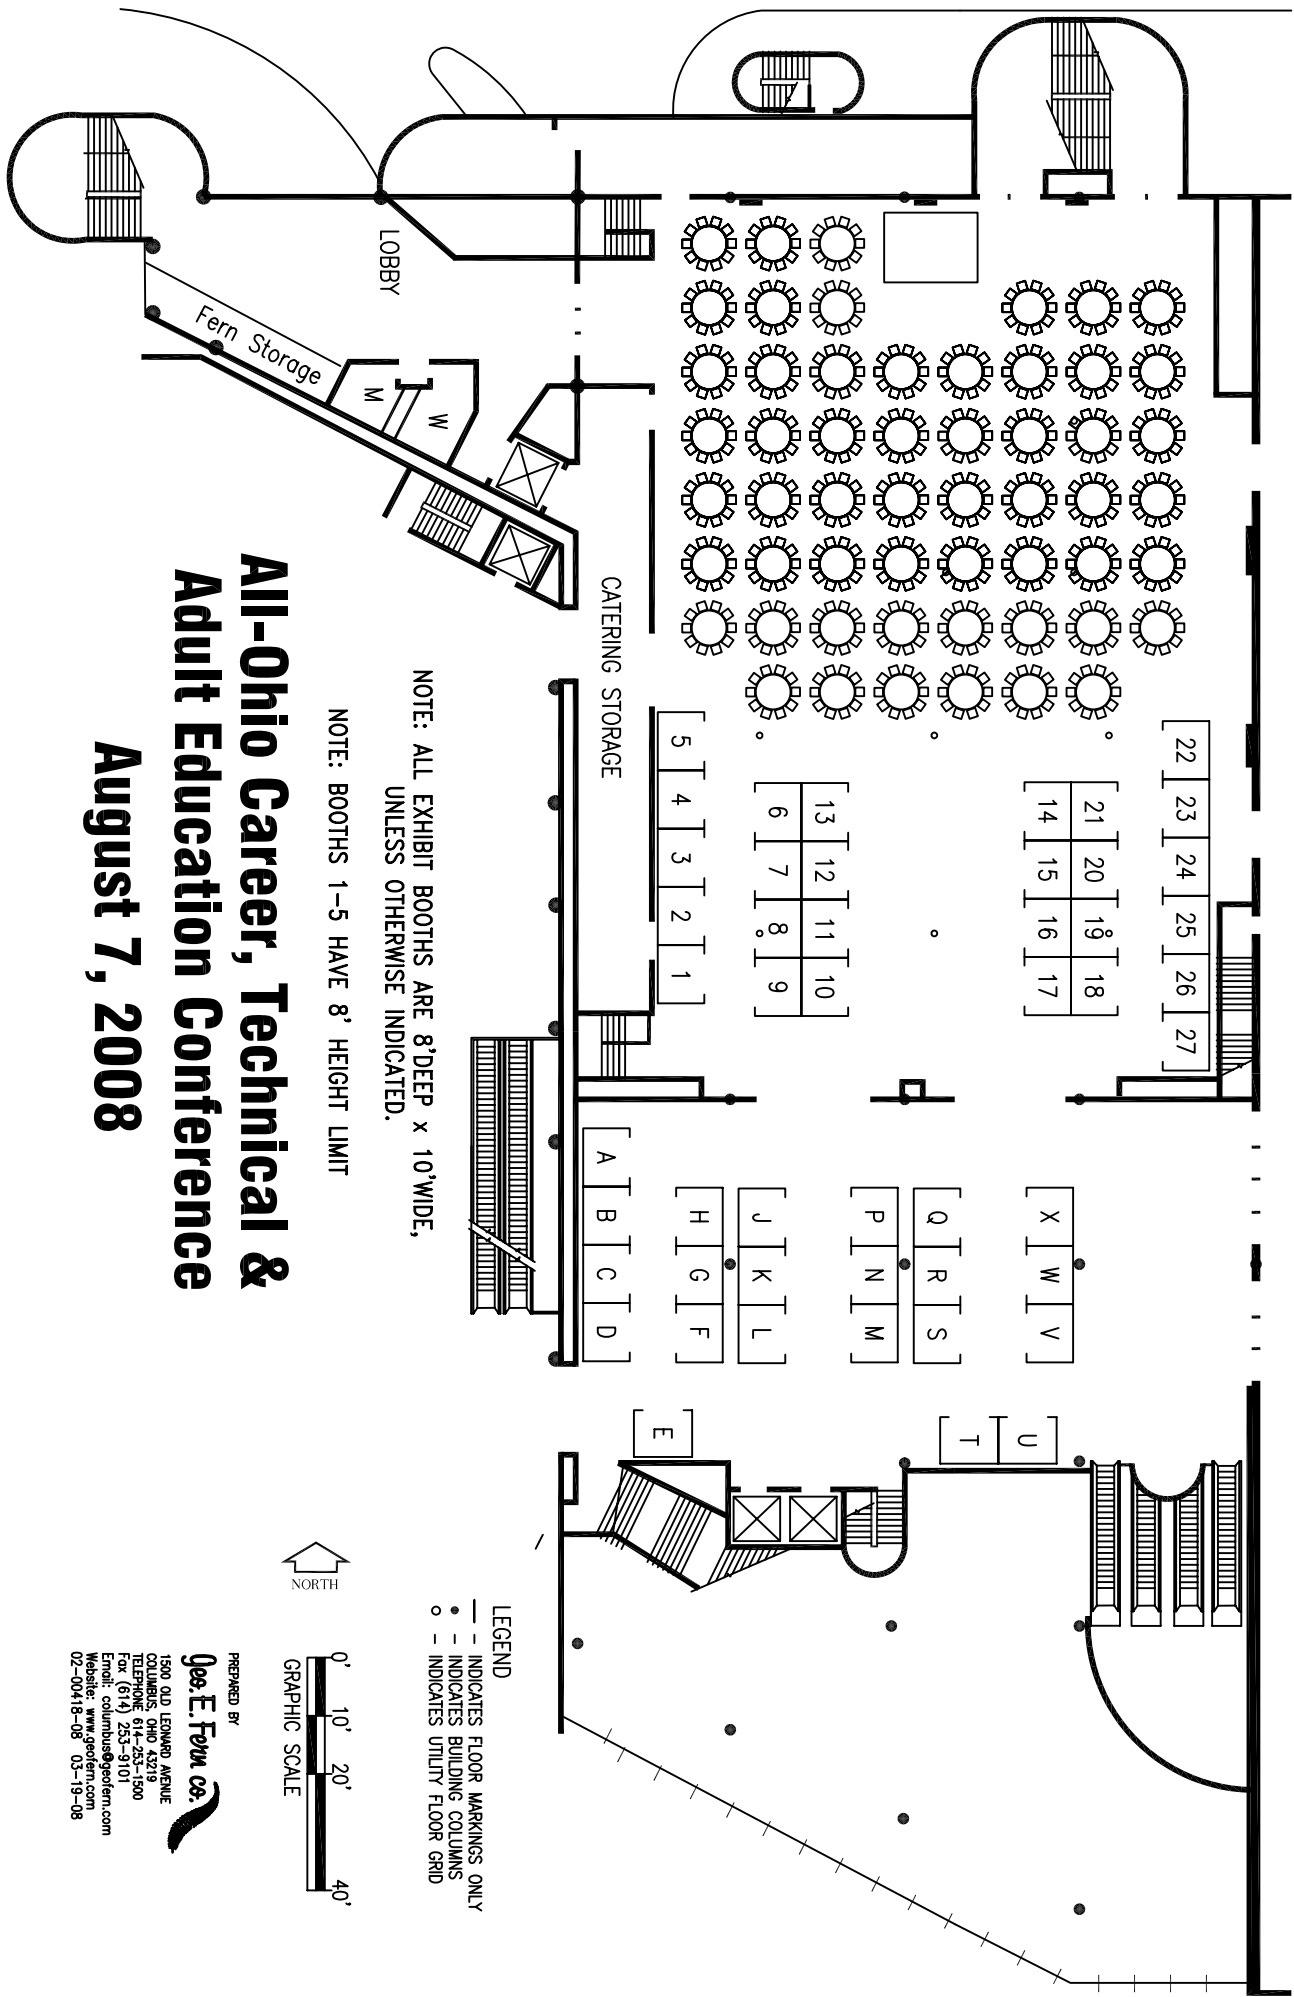 All-Ohio Career, Technical &
Adult Education Conference
August 7, 2008
NOTE: ALL EXHIBIT BOOTHS ARE 8'DEEP x 10'WIDE,
UNLESS OTHERWISE INDICATED.
NOTE: BOOTHS 1-5 HAVE 8' HEIGHT LIMIT
LOBBY
Fern Storage
M
W
CATERING STORAGE
22 23 24 25 26 27
21 20 19 18
14 15 16 17
13 12 11 10
6 7 8 9
5 4 3 2 1
X W V
Q R S
P N M
J K L
H G F
A B C D
E
U
T
LEGEND
- INDICATES FLOOR MARKINGS ONLY
- INDICATES BUILDING COLUMNS
- INDICATES UTILITY FLOOR GRID
NORTH
0' 10' 20' 40'
GRAPHIC SCALE
PREPARED BY
Geo. E. Fern co.
1500 OLD LEONARD AVENUE
COLUMBUS, OHIO 43219
TELEPHONE 614-253-1500
Fax (614) 253-9101
Email: columbus@geofern.com
Website: www.geofern.com
02-00418-08 03-19-08